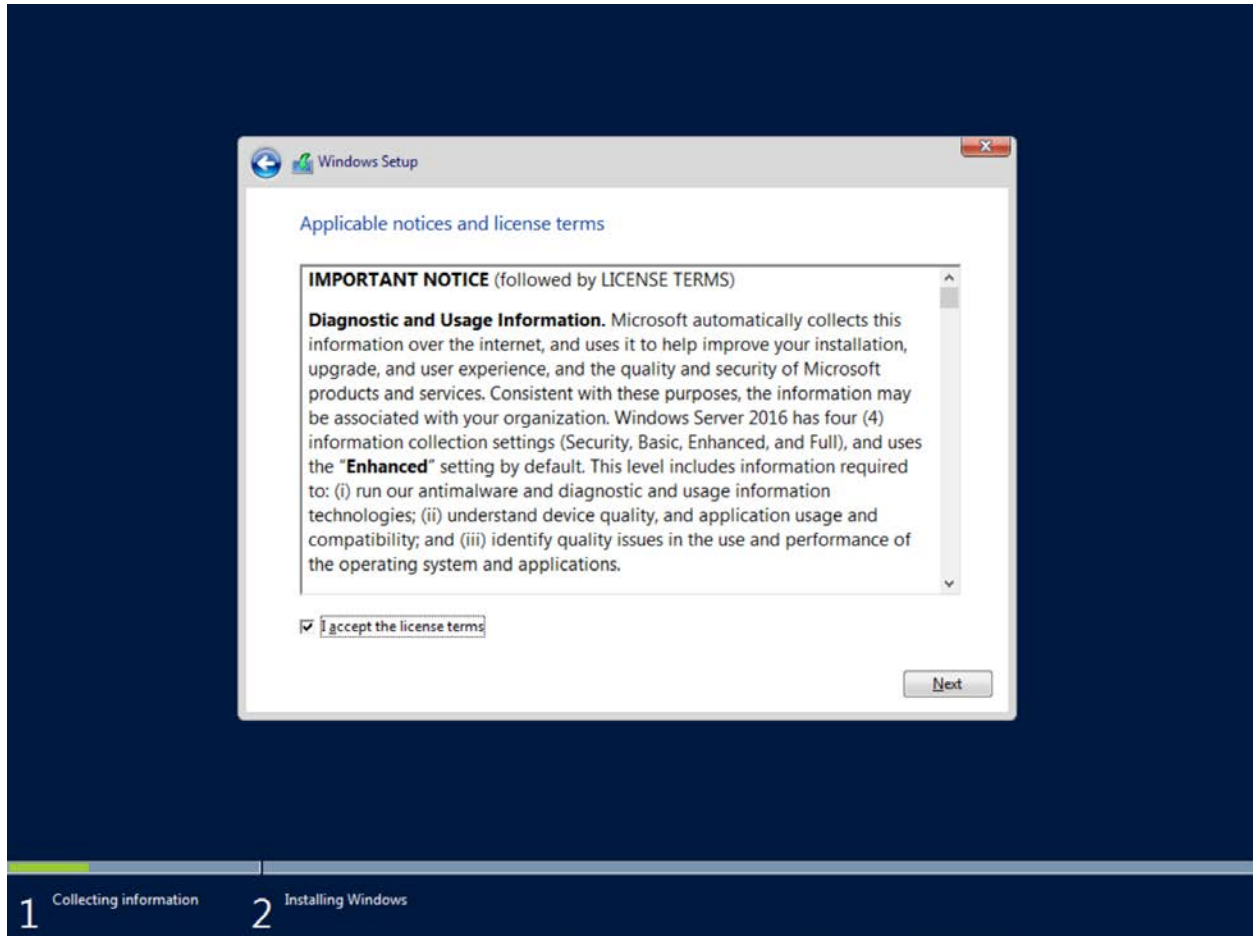 Windows Setup
Applicable notices and license terms
IMPORTANT NOTICE (followed by LICENSE TERMS)
Diagnostic and Usage Information. Microsoft automatically collects this
information over the internet, and uses it to help improve your installation,
upgrade, and user experience, and the quality and security of Microsoft
products and services. Consistent with these purposes, the information may
be associated with your organization. Windows Server 2016 has four (4)
information collection settings (Security, Basic, Enhanced, and Full), and uses
the "Enhanced" setting by default. This level includes information required
to: (i) run our antimalware and diagnostic and usage information
technologies; (ii) understand device quality, and application usage and
compatibility; and (iii) identify quality issues in the use and performance of
the operating system and applications.
I accept the license terms
Next
1 Collecting information
2 Installing Windows